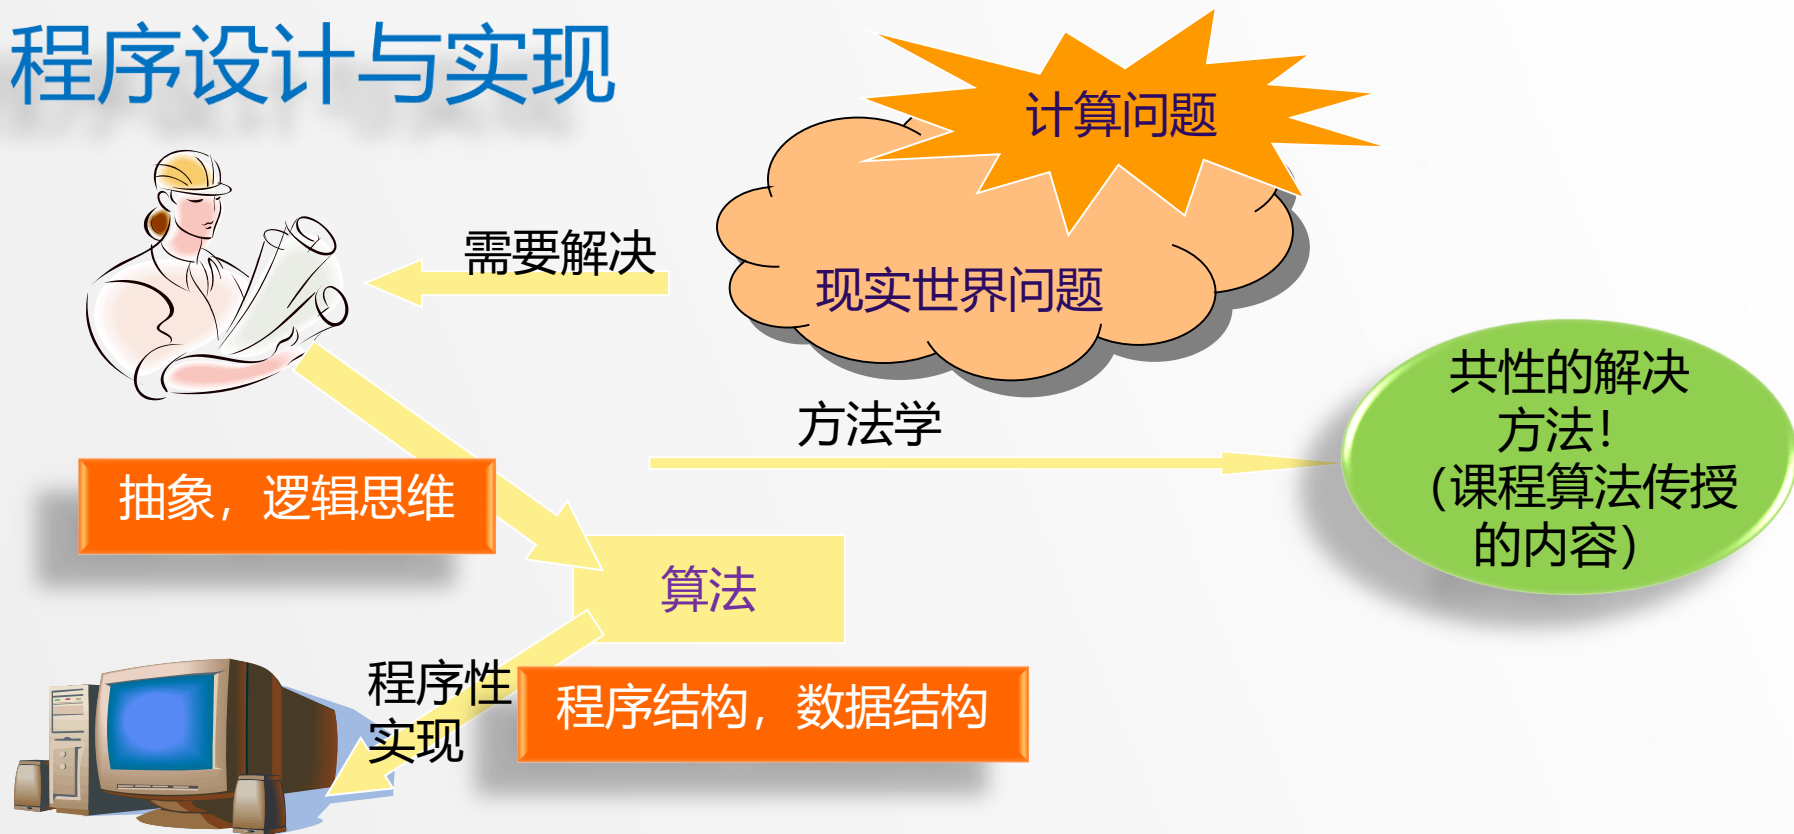 程序设计与实现
计算问题
需要解决
现实世界问题
方法学
共性的解决
方法！
（课程算法传授
的内容）
抽象，逻辑思维
算法
程序性
实现
程序结构，数据结构